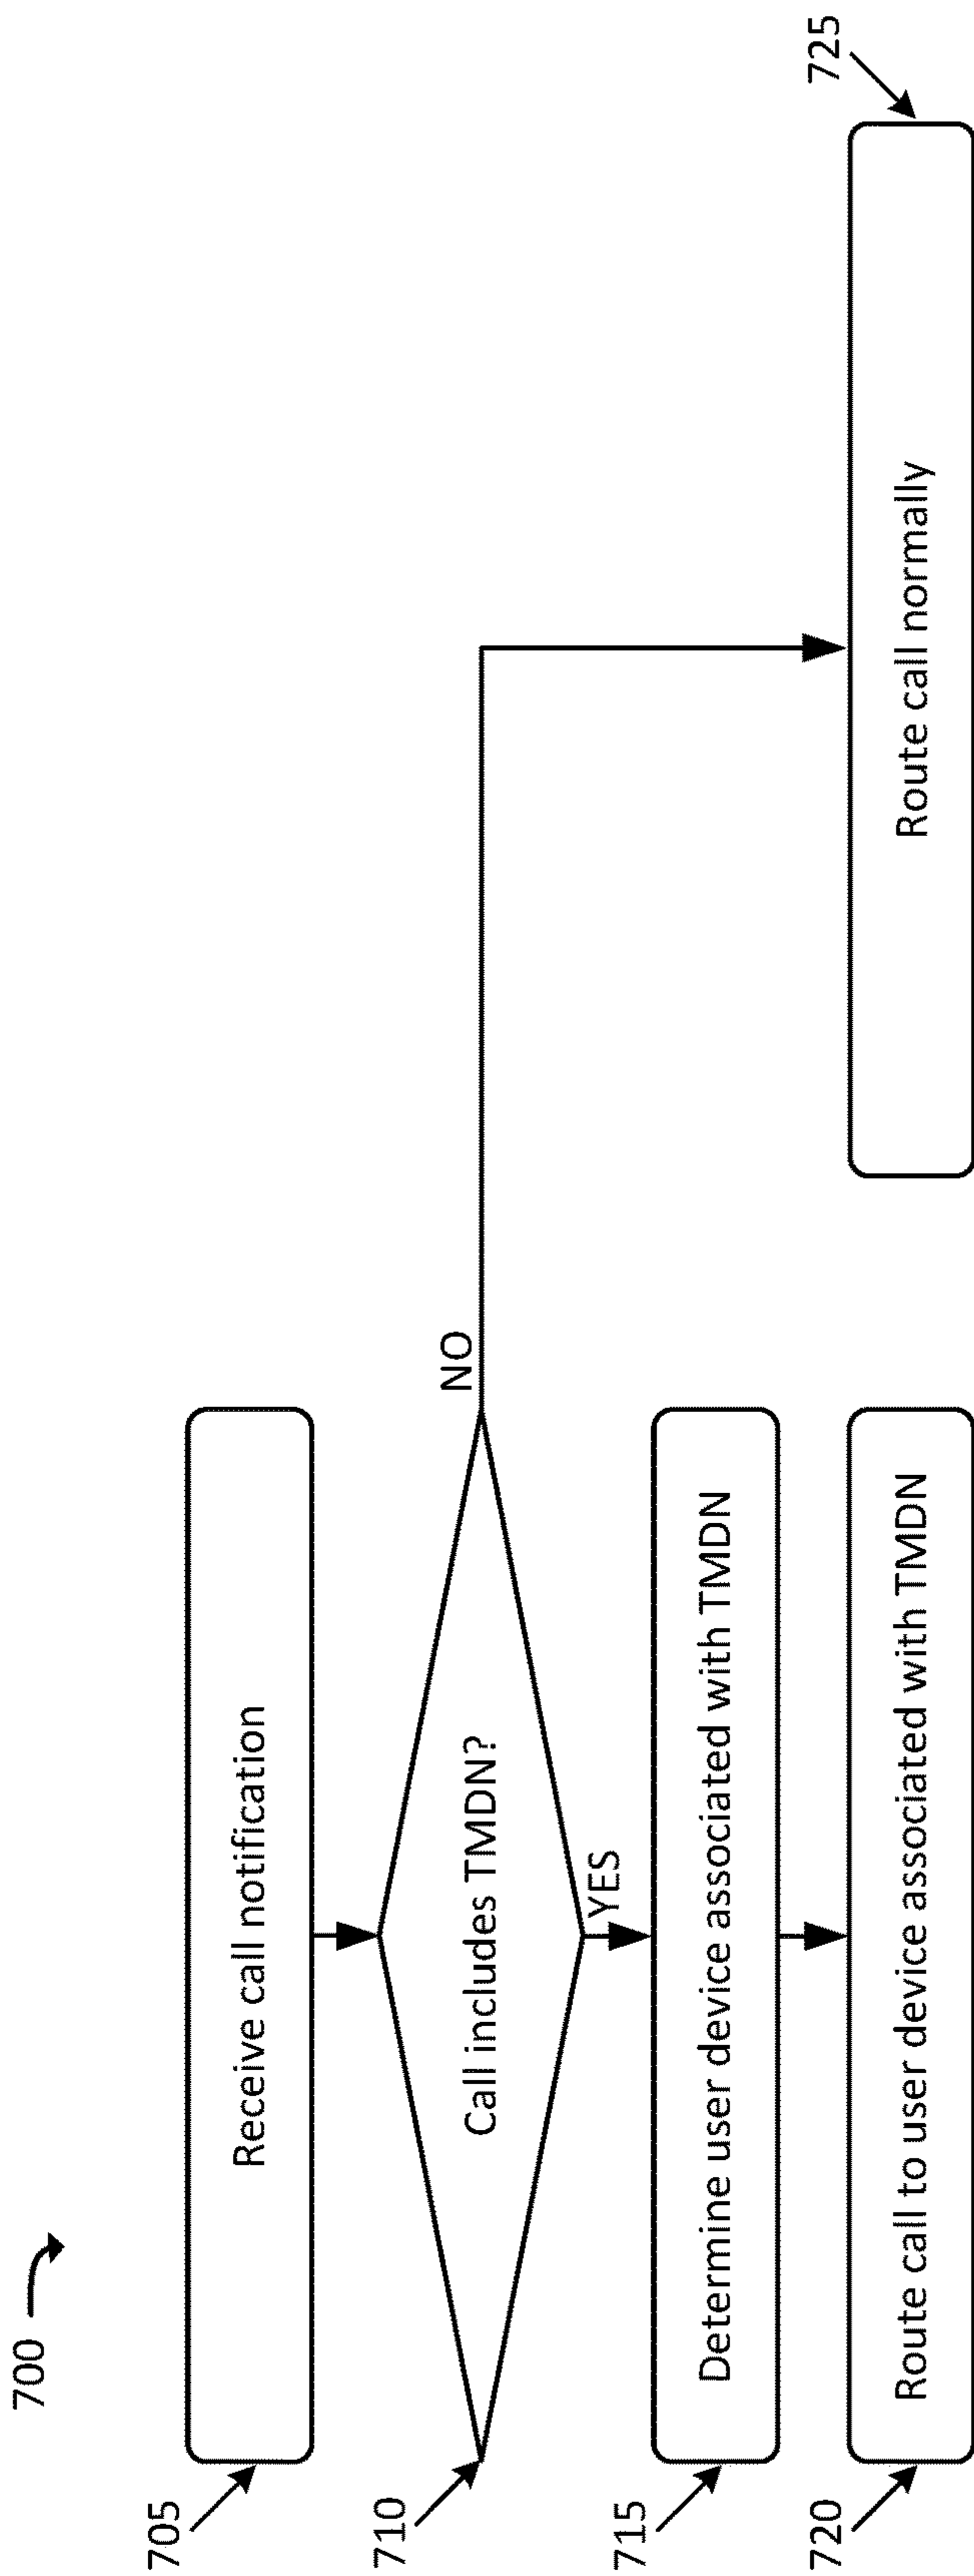 700
705
Receive call notification
710
Call includes TMDN?
NO
YES
715
Determine user device associated with TMDN
720
Route call to user device associated with TMDN
725
Route call normally